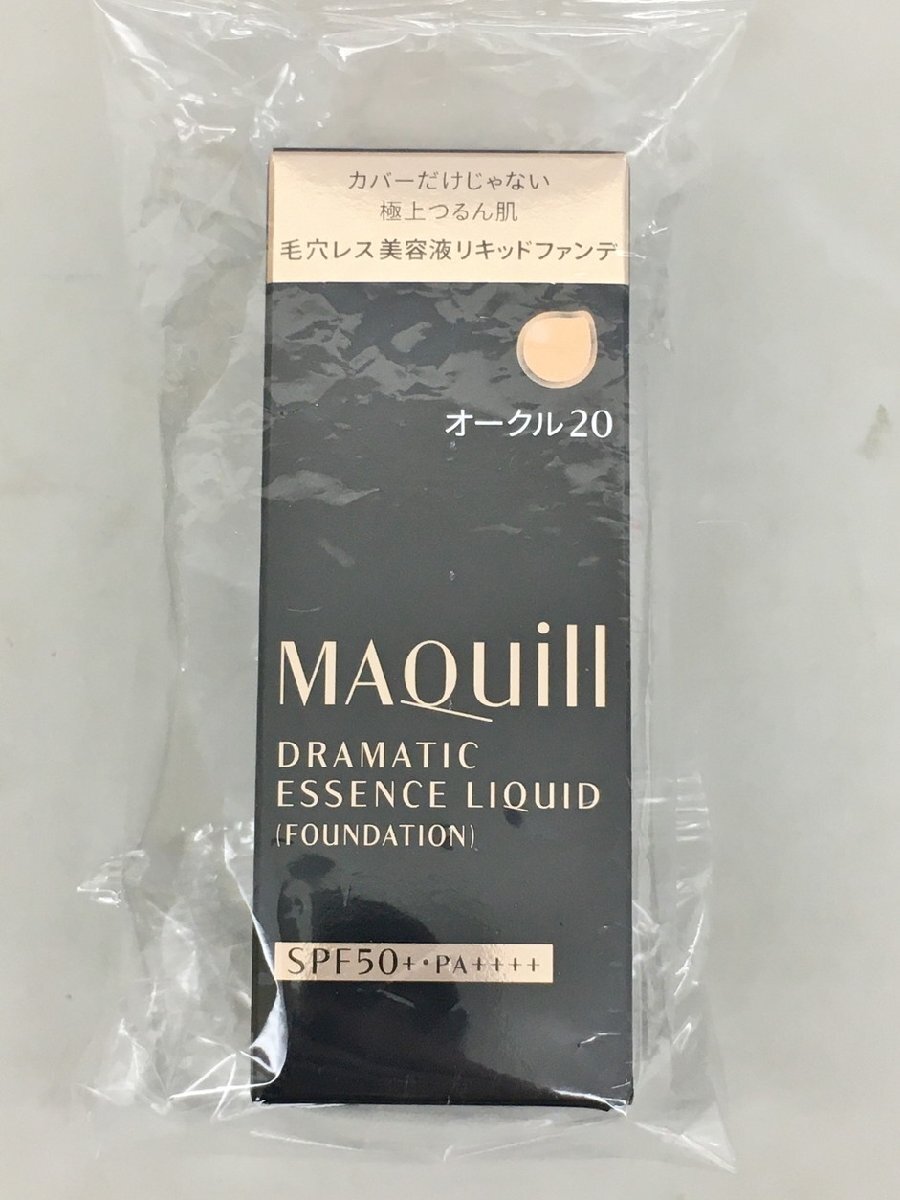 カバーだけじゃない
極上つるん肌
毛穴レス美容液リキッドファンデ
オークル20
MAQuill
DRAMATIC
ESSENCE LIQUID
(FOUNDATION)
SPF50+・PA++++